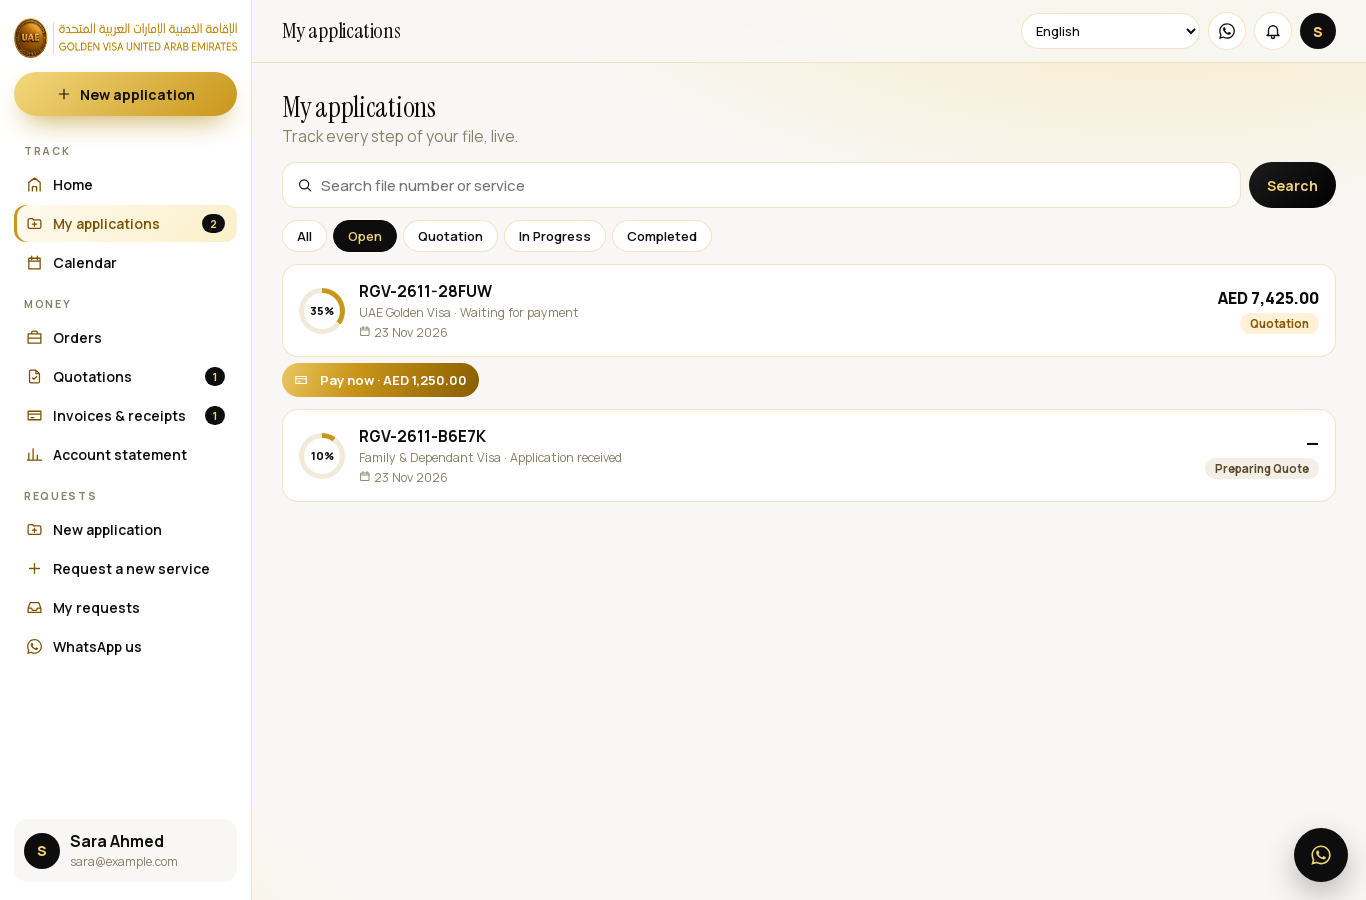 UAE
الإقامة الذهبية الإمارات العربية المتحدة
GOLDEN VISA UNITED ARAB EMIRATES
New application
TRACK
Home
My applications 2
Calendar
MONEY
Orders
Quotations 1
Invoices & receipts 1
Account statement
REQUESTS
New application
Request a new service
My requests
WhatsApp us
S
Sara Ahmed
sara@example.com
My applications
English
S
My applications
Track every step of your file, live.
Search file number or service
Search
All
Open
Quotation
In Progress
Completed
35%
RGV-2611-28FUW
UAE Golden Visa · Waiting for payment
23 Nov 2026
AED 7,425.00
Quotation
Pay now · AED 1,250.00
10%
RGV-2611-B6E7K
Family & Dependant Visa · Application received
23 Nov 2026
—
Preparing Quote